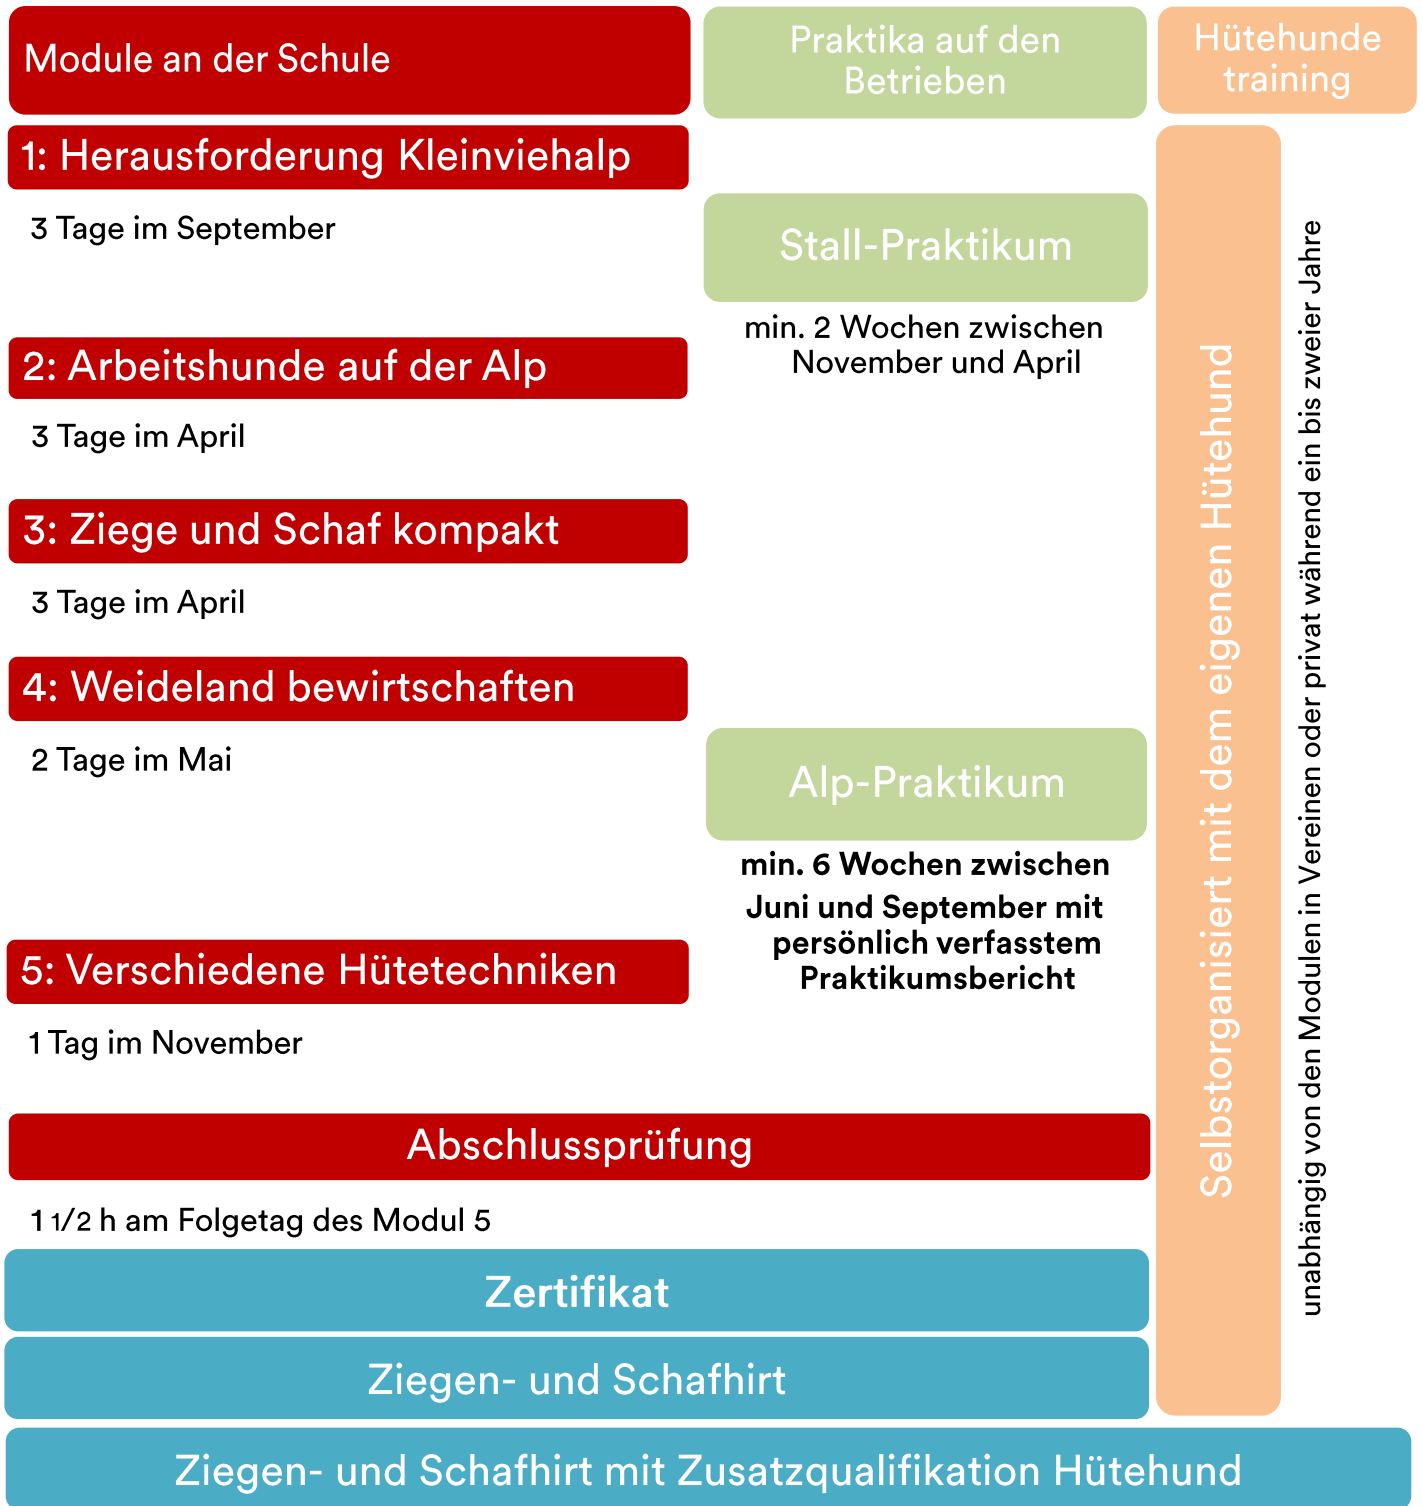 Module an der Schule
Praktika auf den
Betrieben
Hütehunde
training
1: Herausforderung Kleinviehalp
3 Tage im September
Stall-Praktikum
min. 2 Wochen zwischen
November und April
2: Arbeitshunde auf der Alp
3 Tage im April
3: Ziege und Schaf kompakt
3 Tage im April
4: Weideland bewirtschaften
2 Tage im Mai
Alp-Praktikum
min. 6 Wochen zwischen
Juni und September mit
persönlich verfasstem
Praktikumsbericht
5: Verschiedene Hütetechniken
1 Tag im November
Selbstorganisiert mit dem eigenen Hütehund
unabhängig von den Modulen in Vereinen oder privat während ein bis zweier Jahre
Abschlussprüfung
1 1/2 h am Folgetag des Modul 5
Zertifikat
Ziegen- und Schafhirt
Ziegen- und Schafhirt mit Zusatzqualifikation Hütehund